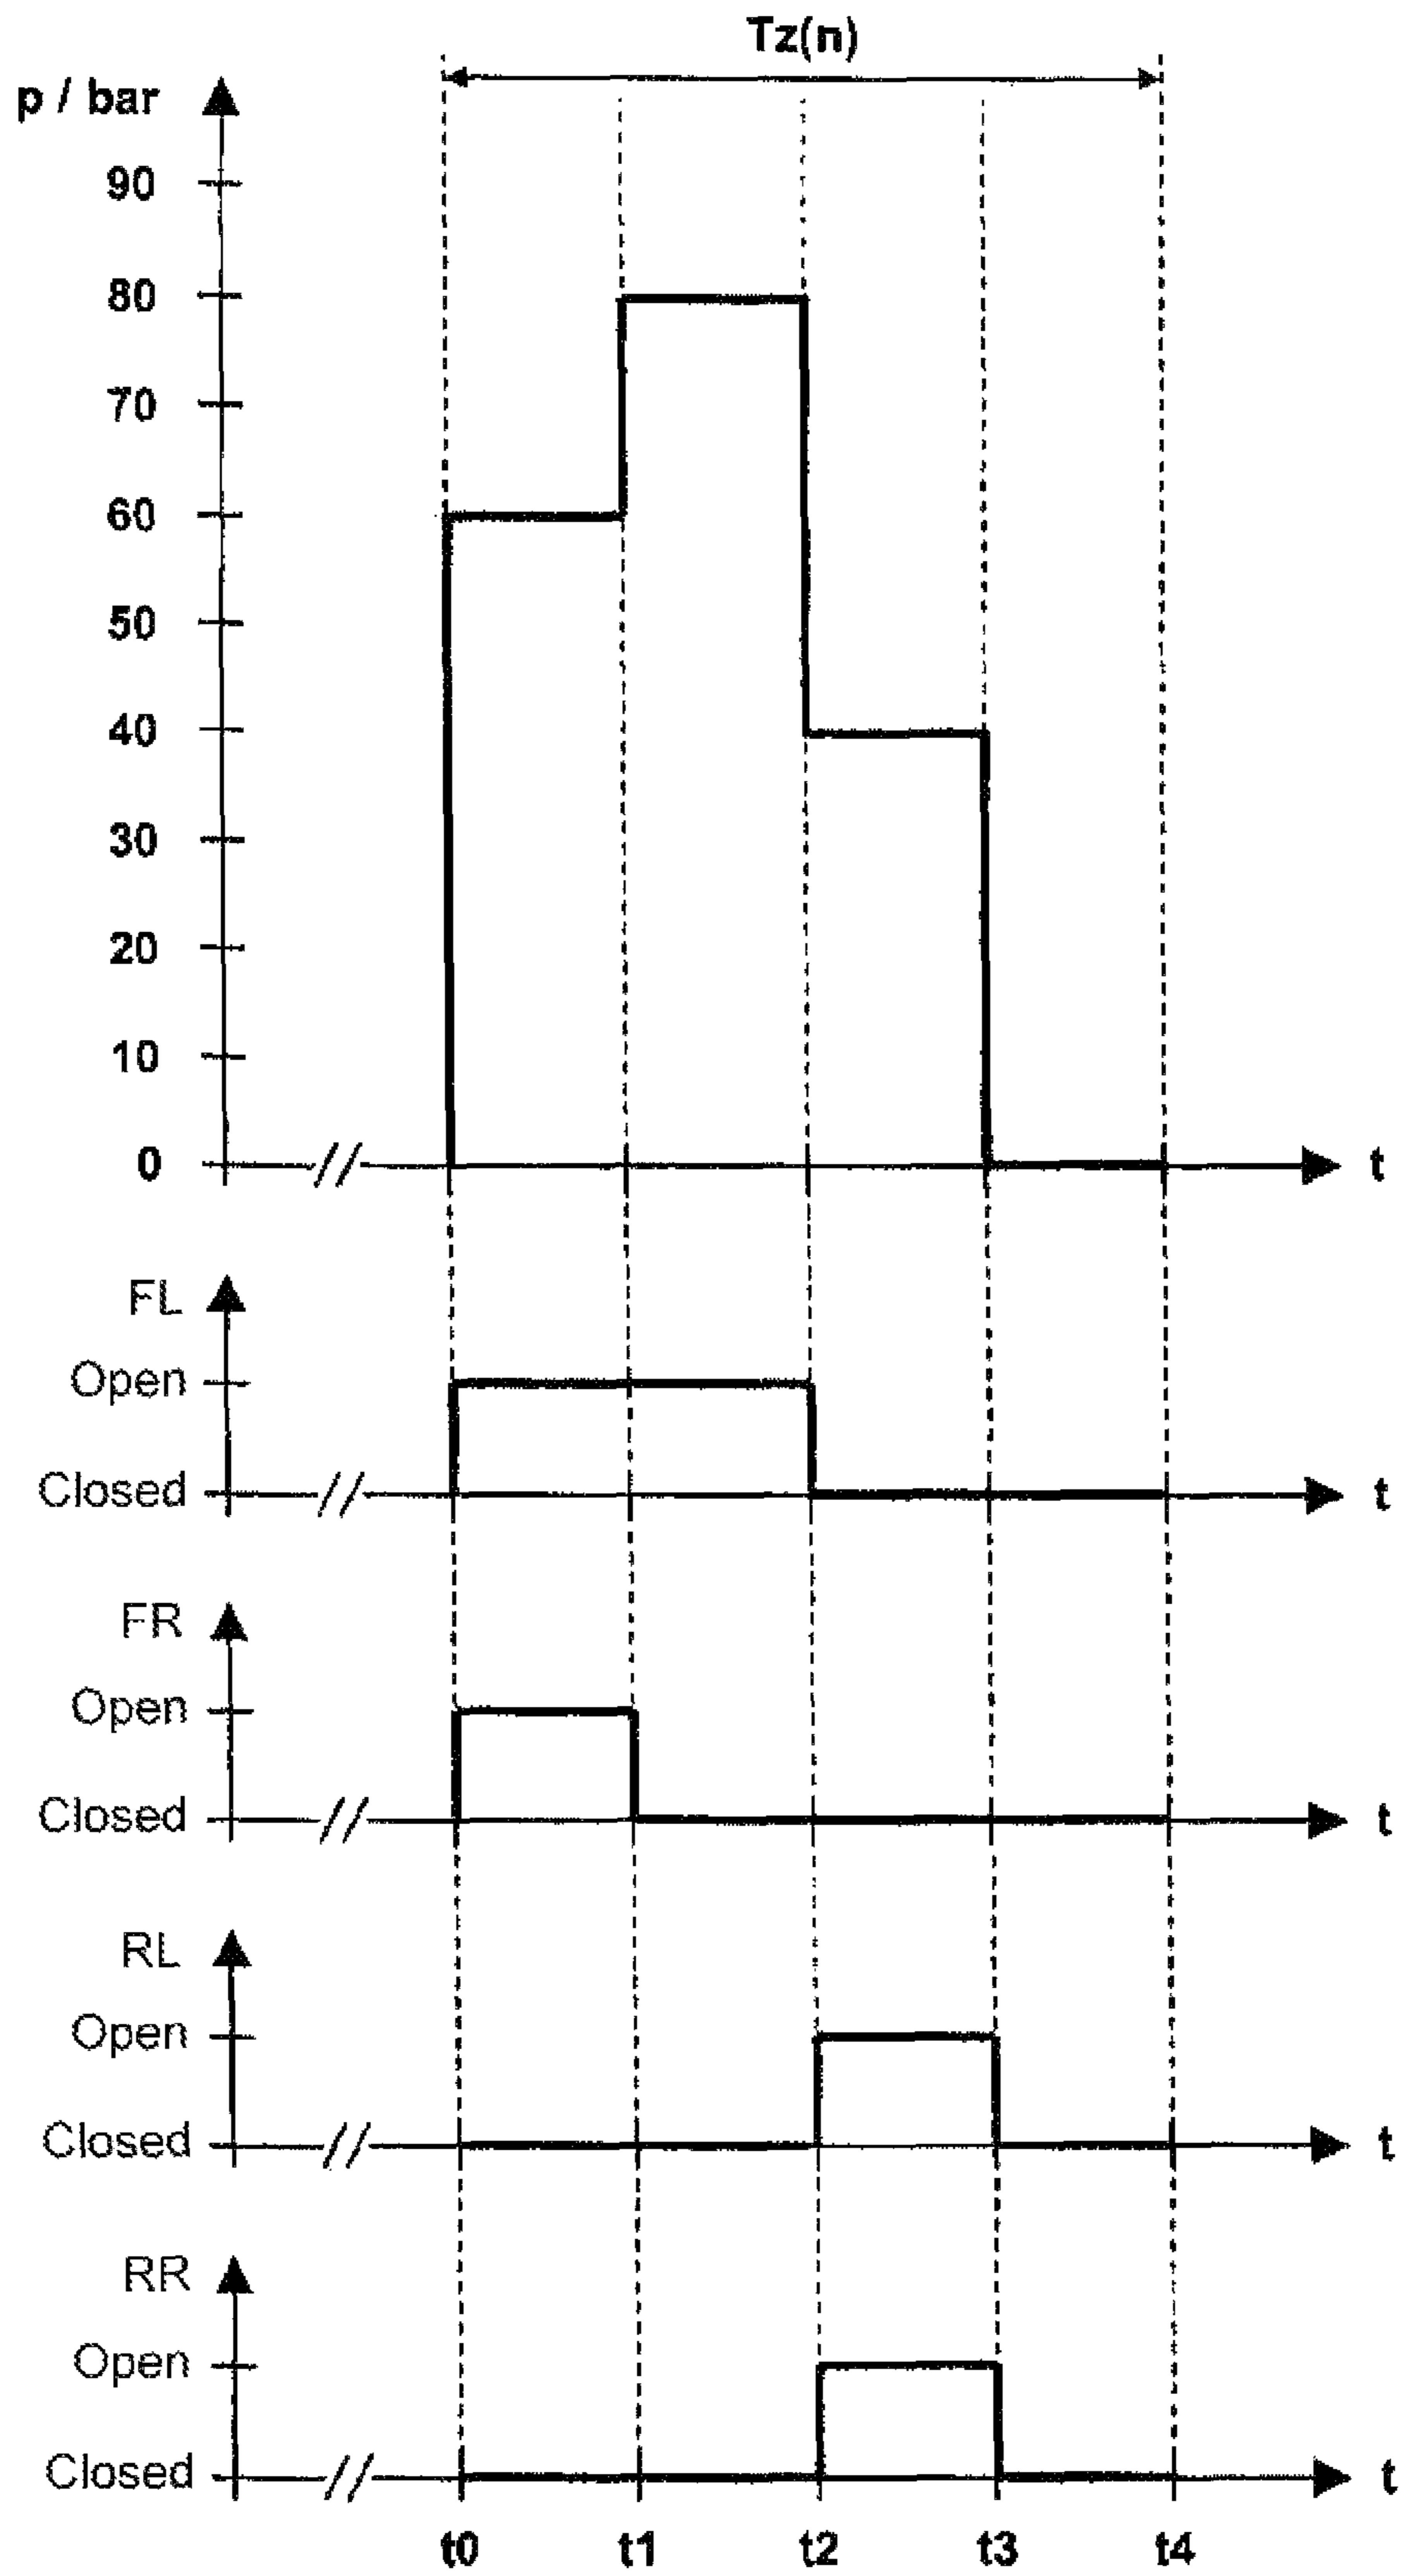 Tz(n)
p / bar
90
80
70
60
50
40
30
20
10
0
t
FL
Open
Closed
t
FR
Open
Closed
t
RL
Open
Closed
t
RR
Open
Closed
t
t0 t1 t2 t3 t4